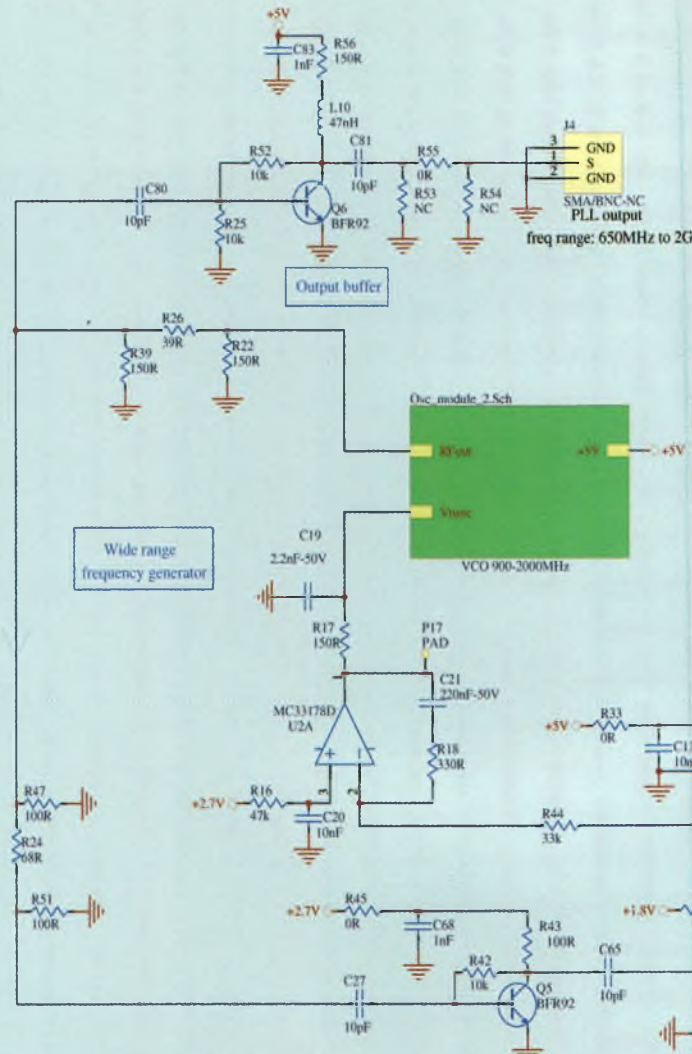 +5V
C83
1nF
R56
150R
L10
47nH
R52
10k
C81
10pF
R55
0R
J4
3 GND
1 S
2 GND
SMA/BNC-NC
PLL output
freq range: 650MHz to 2G
C80
10pF
R25
10k
Q6
BFR92
R53
NC
R54
NC
Output buffer
R26
39R
R39
150R
R22
150R
Osc_module_2.Sch
RFout
+5V
+5V
VCO 900-2000MHz
C19
2.2nF-50V
Wide range
frequency generator
R17
150R
P17
PAD
1
C21
220nF-50V
MC33178D
U2A
R18
330R
+5V
R33
0R
+2.7V
R16
47k
3
2
C20
10nF
R44
33k
R47
100R
R24
68R
R51
100R
+2.7V
R45
0R
C68
1nF
R43
100R
+1.8V
R42
10k
C65
10pF
C27
10pF
Q5
BFR92